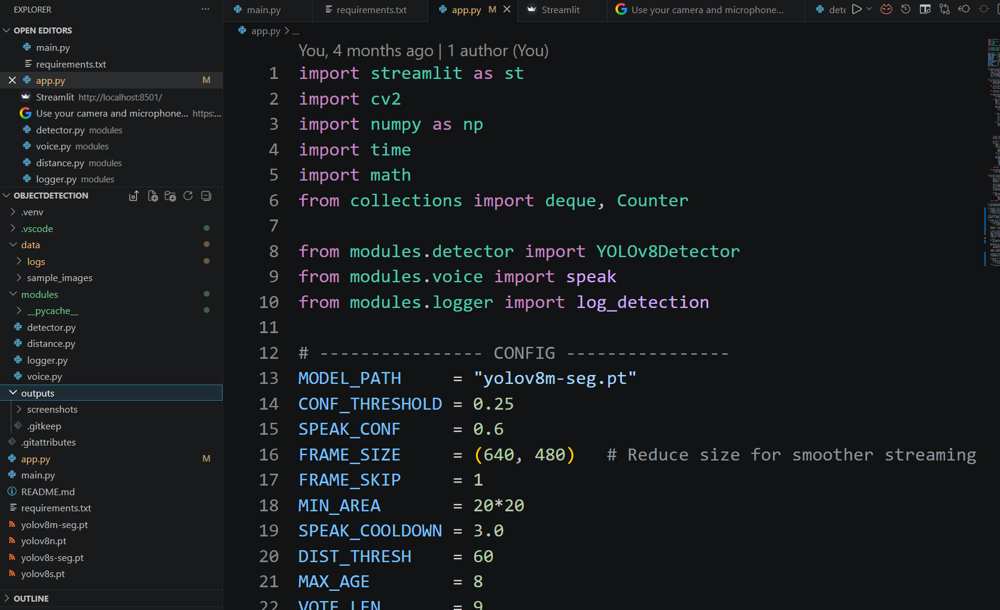 EXPLORER
OPEN EDITORS
main.py
requirements.txt
app.py M
Streamlit http://localhost:8501/
Use your camera and microphone... https:...
detector.py modules
voice.py modules
distance.py modules
logger.py modules
OBJECTDETECTION
.venv
.vscode
data
logs
sample_images
modules
__pycache__
detector.py
distance.py
logger.py
voice.py
outputs
screenshots
.gitkeep
.gitattributes
app.py M
main.py
README.md
requirements.txt
yolov8m-seg.pt
yolov8n.pt
yolov8s-seg.pt
yolov8s.pt
OUTLINE
main.py requirements.txt app.py M Streamlit Use your camera and microphone... dete
app.py > ...
You, 4 months ago | 1 author (You)
1 import streamlit as st
2 import cv2
3 import numpy as np
4 import time
5 import math
6 from collections import deque, Counter
7
8 from modules.detector import YOLOv8Detector
9 from modules.voice import speak
10 from modules.logger import log_detection
11
12 # ---------------- CONFIG ----------------
13 MODEL_PATH = "yolov8m-seg.pt"
14 CONF_THRESHOLD = 0.25
15 SPEAK_CONF = 0.6
16 FRAME_SIZE = (640, 480) # Reduce size for smoother streaming
17 FRAME_SKIP = 1
18 MIN_AREA = 20*20
19 SPEAK_COOLDOWN = 3.0
20 DIST_THRESH = 60
21 MAX_AGE = 8
22 VOTE_LEN = 9